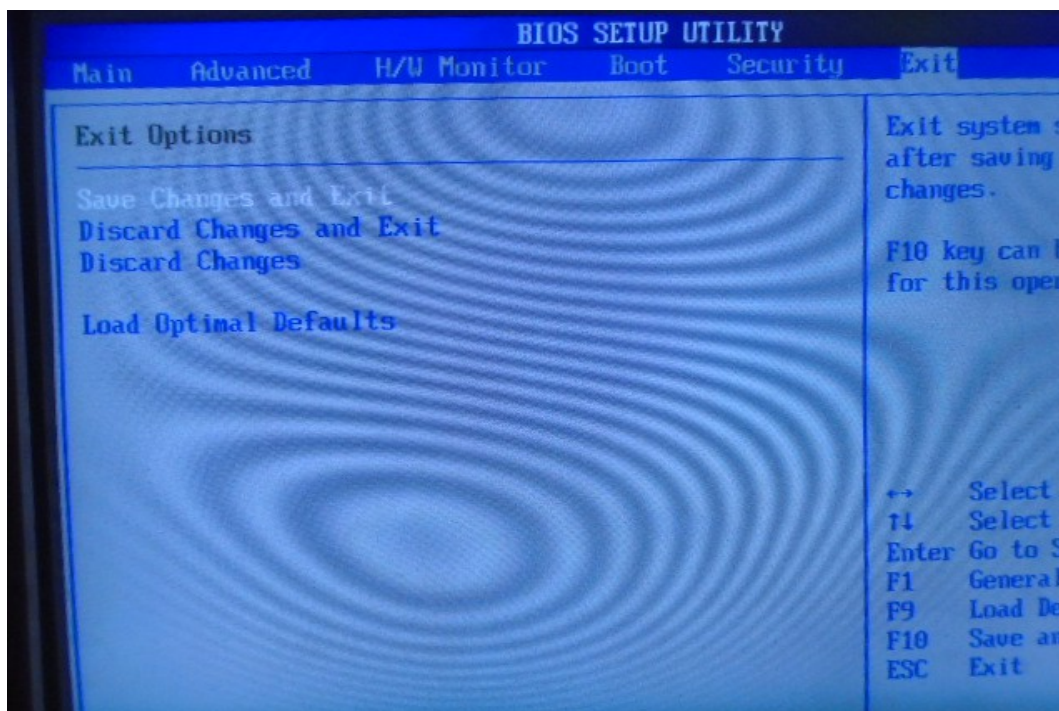 BIOS SETUP UTILITY
Main Advanced H/W Monitor Boot Security Exit
Exit Options
Save Changes and Exit
Discard Changes and Exit
Discard Changes
Load Optimal Defaults
Exit system
after saving
changes.
F10 key can
for this
←→ Select
↑↓ Select
Enter Go to
F1 General
F9 Load
F10 Save
ESC Exit